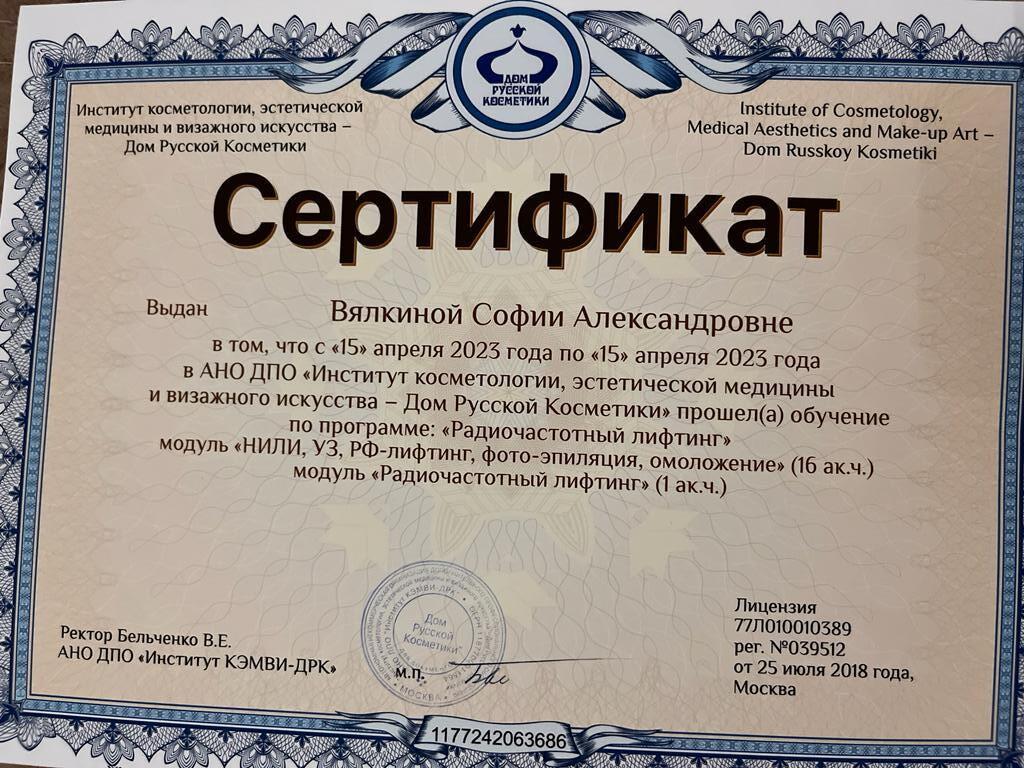 ДОМ
РУССКОЙ
КОСМЕТИКИ
Институт косметологии, эстетической
медицины и визажного искусства –
Дом Русской Косметики
Institute of Cosmetology,
Medical Aesthetics and Make-up Art –
Dom Russkoy Kosmetiki
Сертификат
Выдан Вялкиной Софии Александровне
в том, что с «15» апреля 2023 года по «15» апреля 2023 года
в АНО ДПО «Институт косметологии, эстетической медицины
и визажного искусства – Дом Русской Косметики» прошел(а) обучение
по программе: «Радиочастотный лифтинг»
модуль «НИЛИ, УЗ, РФ-лифтинг, фото-эпиляция, омоложение» (16 ак.ч.)
модуль «Радиочастотный лифтинг» (1 ак.ч.)
Ректор Бельченко В.Е.
АНО ДПО «Институт КЭМВИ-ДРК»
Дом
Русской
Косметики"
МОСКВА
м.п.
Лицензия
77Л010010389
рег. №039512
от 25 июля 2018 года,
Москва
1177242063686